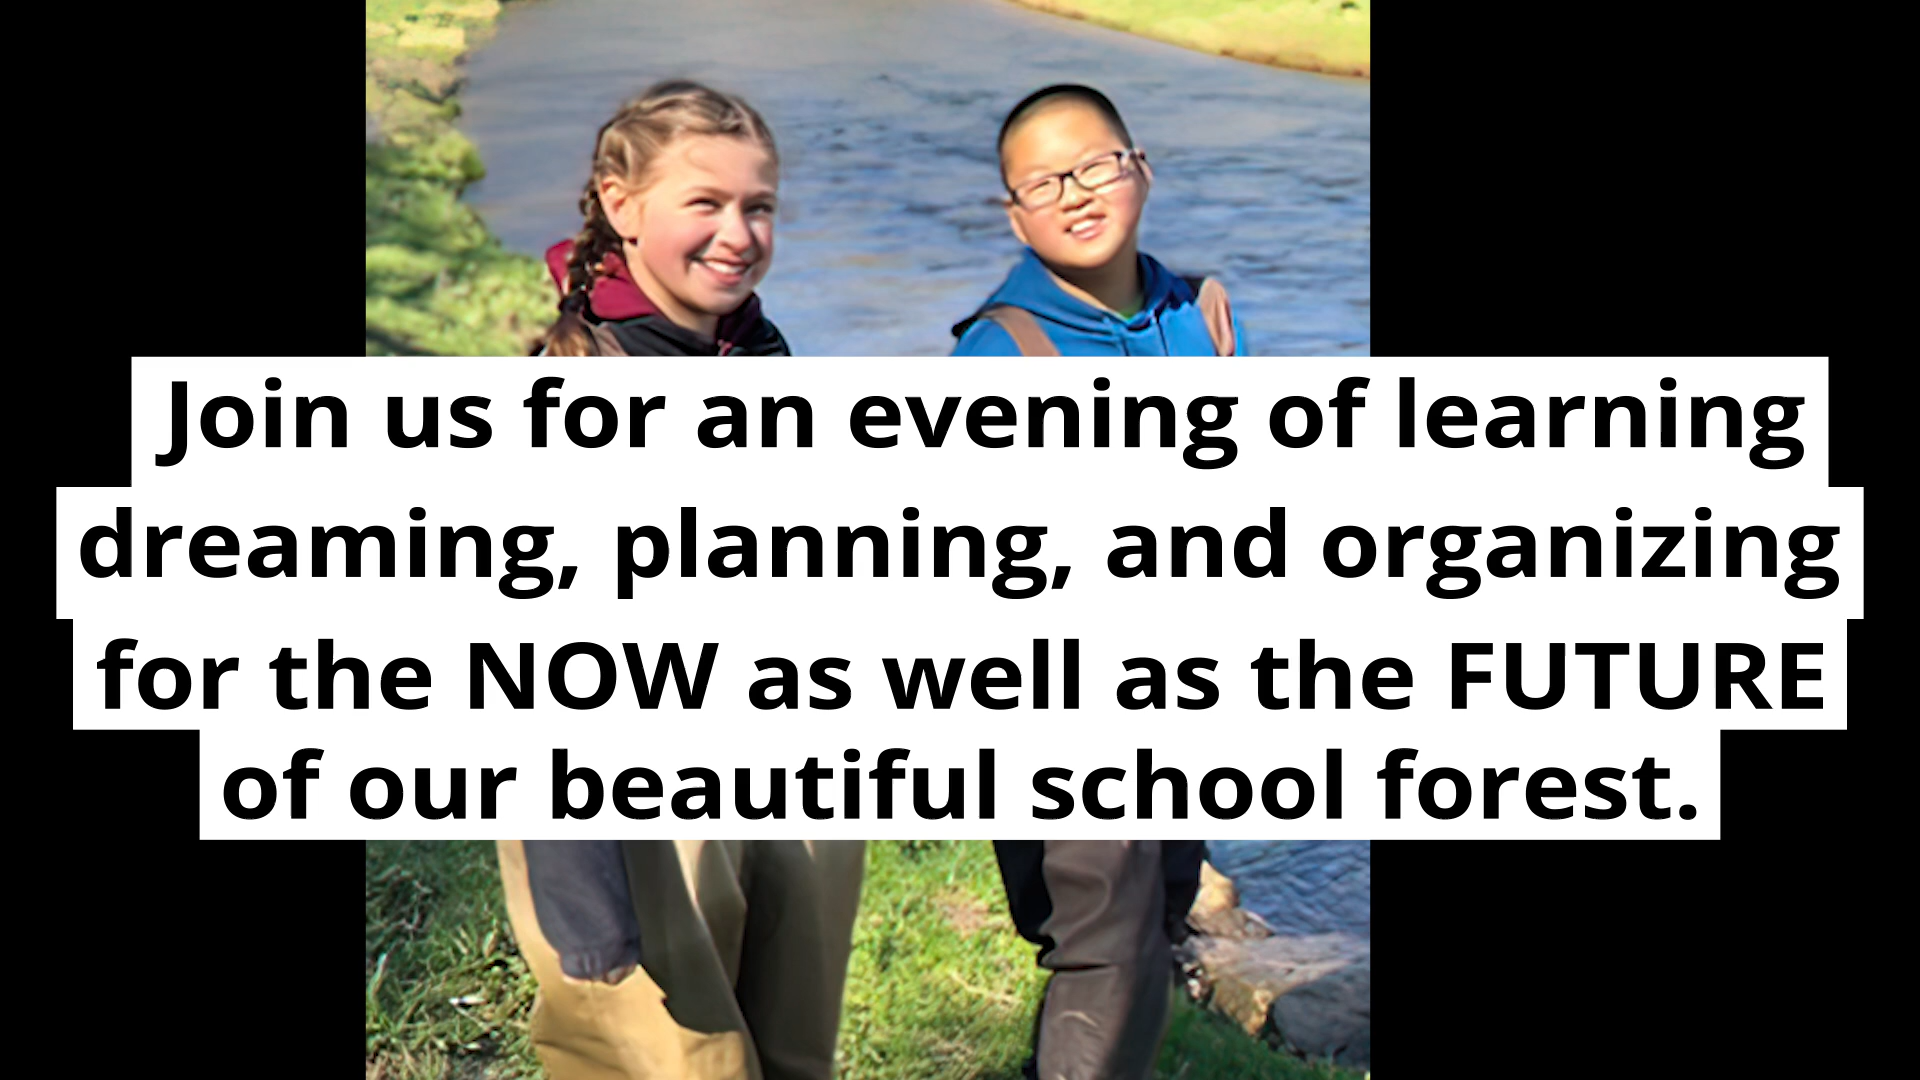 Join us for an evening of learning
dreaming, planning, and organizing
for the NOW as well as the FUTURE
of our beautiful school forest.